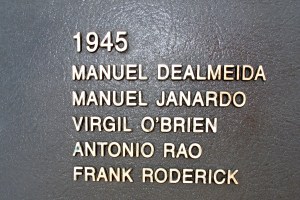 1945
MANUEL DEALMEIDA
MANUEL JANARDO
VIRGIL O'BRIEN
ANTONIO RAO
FRANK RODERICK